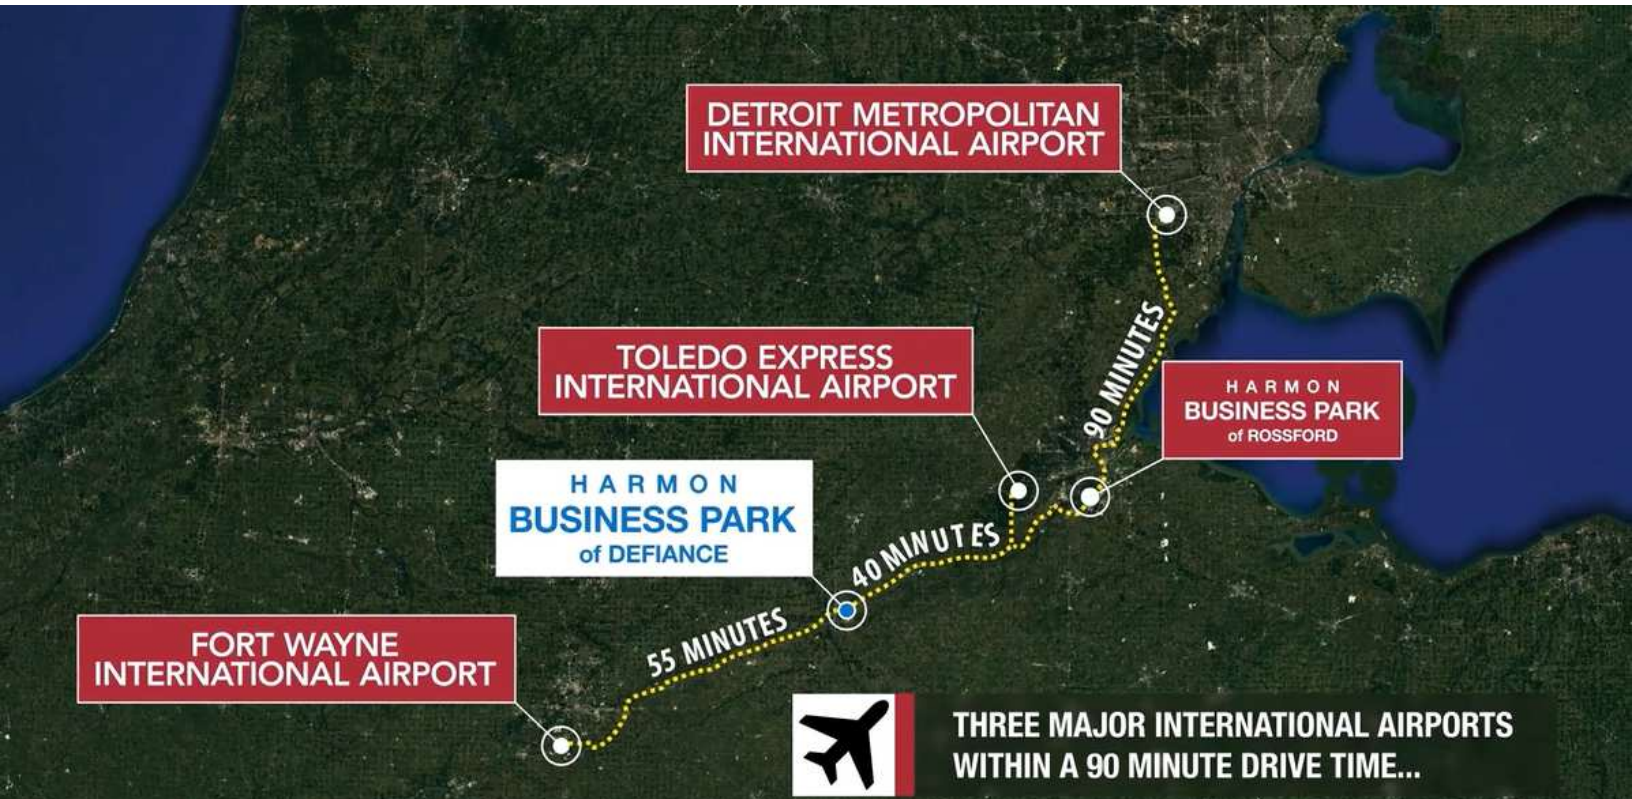 DETROIT METROPOLITAN
INTERNATIONAL AIRPORT
90 MINUTES
TOLEDO EXPRESS
INTERNATIONAL AIRPORT
HARMON
BUSINESS PARK
of ROSSFORD
HARMON
BUSINESS PARK
of DEFIANCE
40 MINUTES
55 MINUTES
FORT WAYNE
INTERNATIONAL AIRPORT
THREE MAJOR INTERNATIONAL AIRPORTS
WITHIN A 90 MINUTE DRIVE TIME...